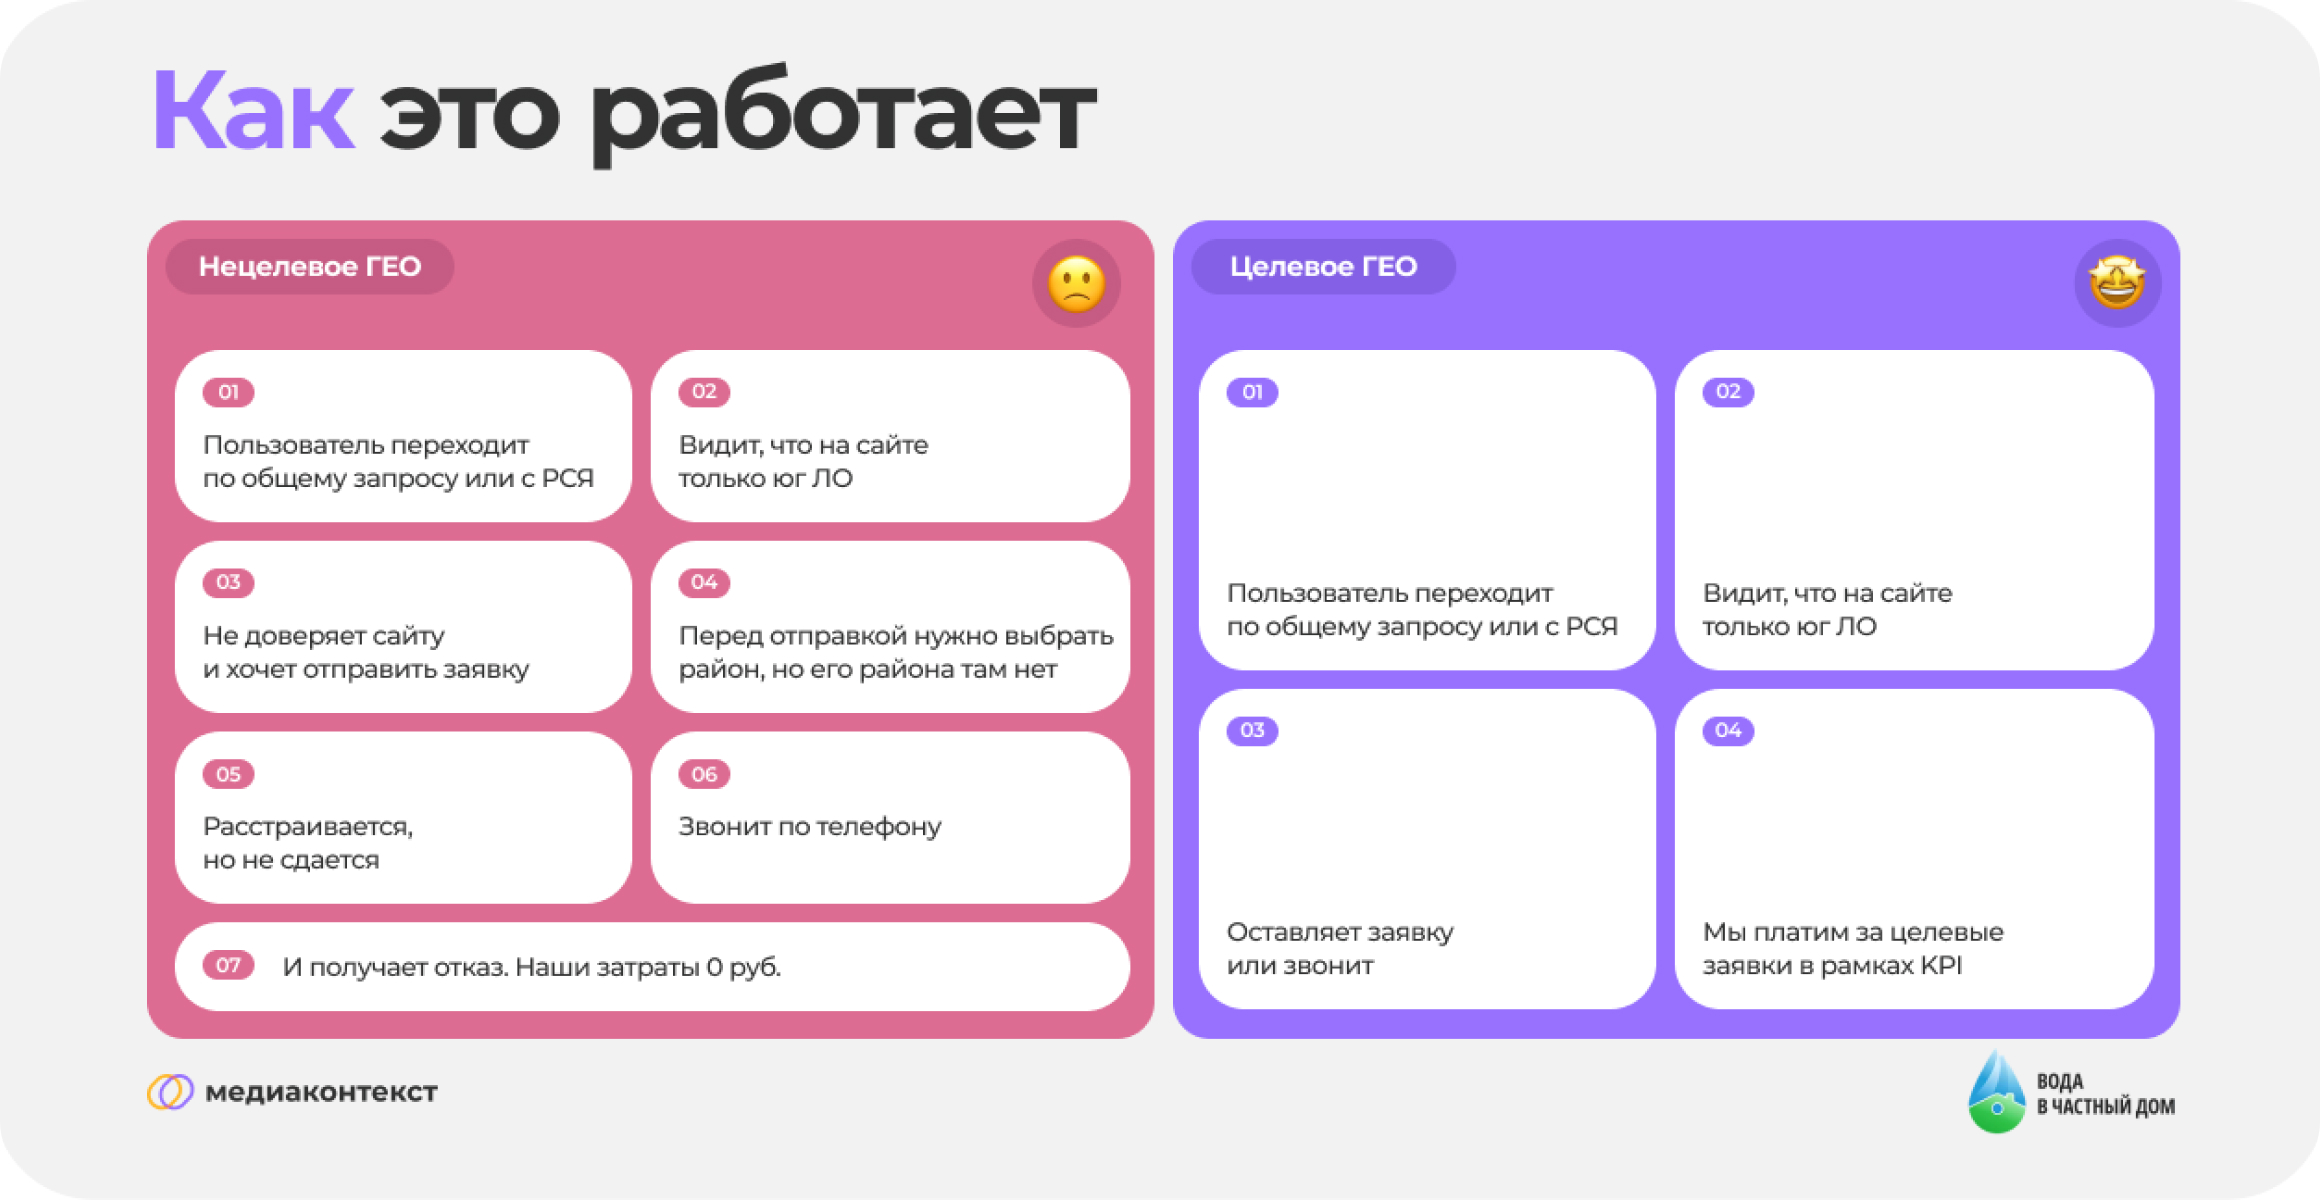 Как это работает
Нецелевое ГЕО
01
Пользователь переходит
по общему запросу или с РСЯ
02
Видит, что на сайте
только юг ЛО
03
Не доверяет сайту
и хочет отправить заявку
04
Перед отправкой нужно выбрать
район, но его района там нет
05
Расстраивается,
но не сдается
06
Звонит по телефону
07
И получает отказ. Наши затраты 0 руб.
Целевое ГЕО
01
Пользователь переходит
по общему запросу или с РСЯ
02
Видит, что на сайте
только юг ЛО
03
Оставляет заявку
или звонит
04
Мы платим за целевые
заявки в рамках KPI
медиаконтекст
ВОДА
В ЧАСТНЫЙ ДОМ